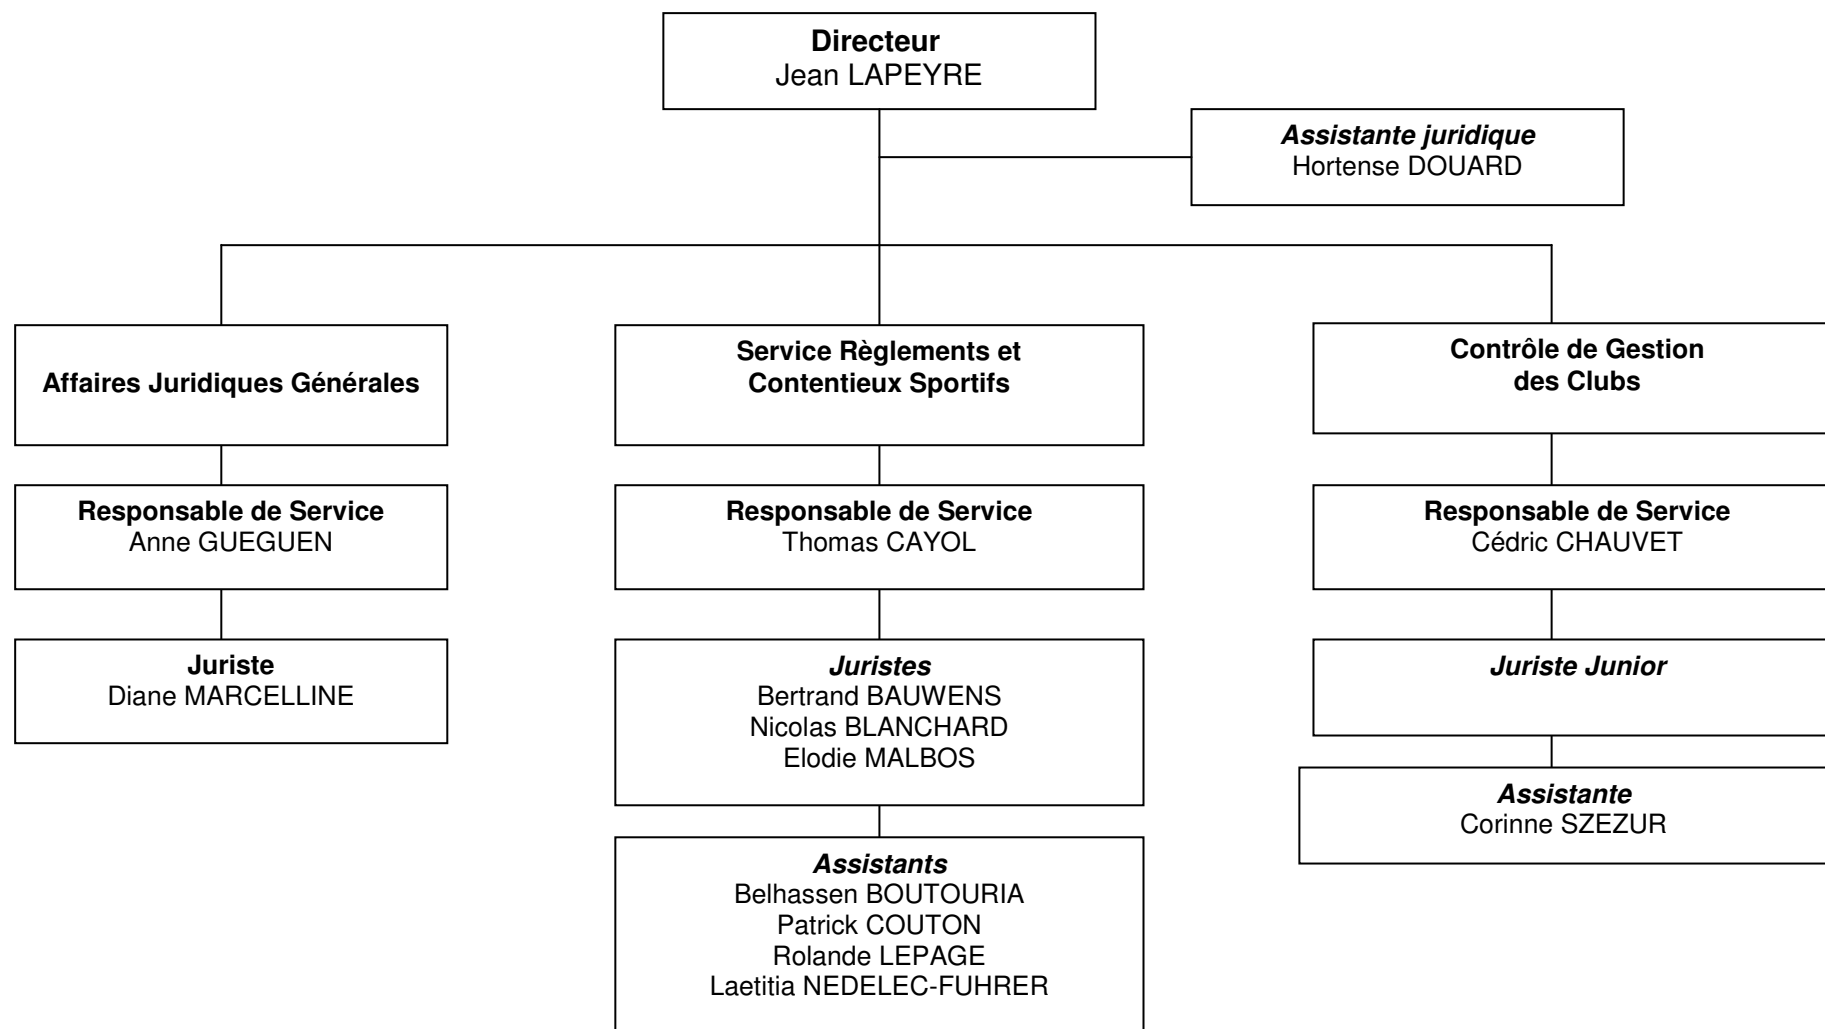 Directeur
Jean LAPEYRE
Assistante juridique
Hortense DOUARD
Affaires Juridiques Générales
Responsable de Service
Anne GUEGUEN
Juriste
Diane MARCELLINE
Service Règlements et
Contentieux Sportifs
Responsable de Service
Thomas CAYOL
Juristes
Bertrand BAUWENS
Nicolas BLANCHARD
Elodie MALBOS
Assistants
Belhassen BOUTOURIA
Patrick COUTON
Rolande LEPAGE
Laetitia NEDELEC-FUHRER
Contrôle de Gestion
des Clubs
Responsable de Service
Cédric CHAUVET
Juriste Junior
Assistante
Corinne SZEZUR